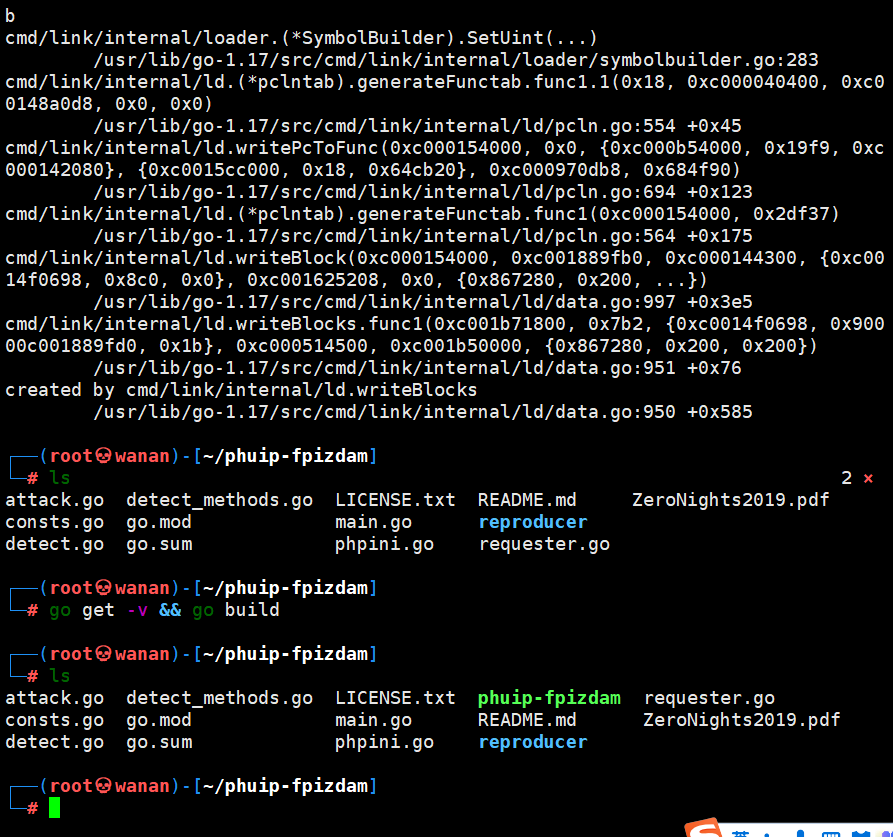 b
cmd/link/internal/loader.(*SymbolBuilder).SetUint(...)
        /usr/lib/go-1.17/src/cmd/link/internal/loader/symbolbuilder.go:283
cmd/link/internal/ld.(*pclntab).generateFunctab.func1.1(0x18, 0xc000040400, 0xc0
0148a0d8, 0x0, 0x0)
        /usr/lib/go-1.17/src/cmd/link/internal/ld/pcln.go:554 +0x45
cmd/link/internal/ld.writePcToFunc(0xc000154000, 0x0, {0xc000b54000, 0x19f9, 0xc
000142080}, {0xc0015cc000, 0x18, 0x64cb20}, 0xc000970db8, 0x684f90)
        /usr/lib/go-1.17/src/cmd/link/internal/ld/pcln.go:694 +0x123
cmd/link/internal/ld.(*pclntab).generateFunctab.func1(0xc000154000, 0x2df37)
        /usr/lib/go-1.17/src/cmd/link/internal/ld/pcln.go:564 +0x175
cmd/link/internal/ld.writeBlock(0xc000154000, 0xc001889fb0, 0xc000144300, {0xc00
14f0698, 0x8c0, 0x0}, 0xc001625208, 0x0, {0x867280, 0x200, ...})
        /usr/lib/go-1.17/src/cmd/link/internal/ld/data.go:997 +0x3e5
cmd/link/internal/ld.writeBlocks.func1(0xc001b71800, 0x7b2, {0xc0014f0698, 0x900
00c001889fd0, 0x1b}, 0xc000514500, 0xc001b50000, {0x867280, 0x200, 0x200})
        /usr/lib/go-1.17/src/cmd/link/internal/ld/data.go:951 +0x76
created by cmd/link/internal/ld.writeBlocks
        /usr/lib/go-1.17/src/cmd/link/internal/ld/data.go:950 +0x585
┌──(root💀wanan)-[~/phuip-fpizdam]
└─# ls 2 ×
attack.go  detect_methods.go  LICENSE.txt  README.md     ZeroNights2019.pdf
consts.go  go.mod             main.go      reproducer
detect.go  go.sum             phpini.go    requester.go
┌──(root💀wanan)-[~/phuip-fpizdam]
└─# go get -v && go build
┌──(root💀wanan)-[~/phuip-fpizdam]
└─# ls
attack.go  detect_methods.go  LICENSE.txt  phuip-fpizdam  requester.go
consts.go  go.mod             main.go      README.md      ZeroNights2019.pdf
detect.go  go.sum             phpini.go    reproducer
┌──(root💀wanan)-[~/phuip-fpizdam]
└─#